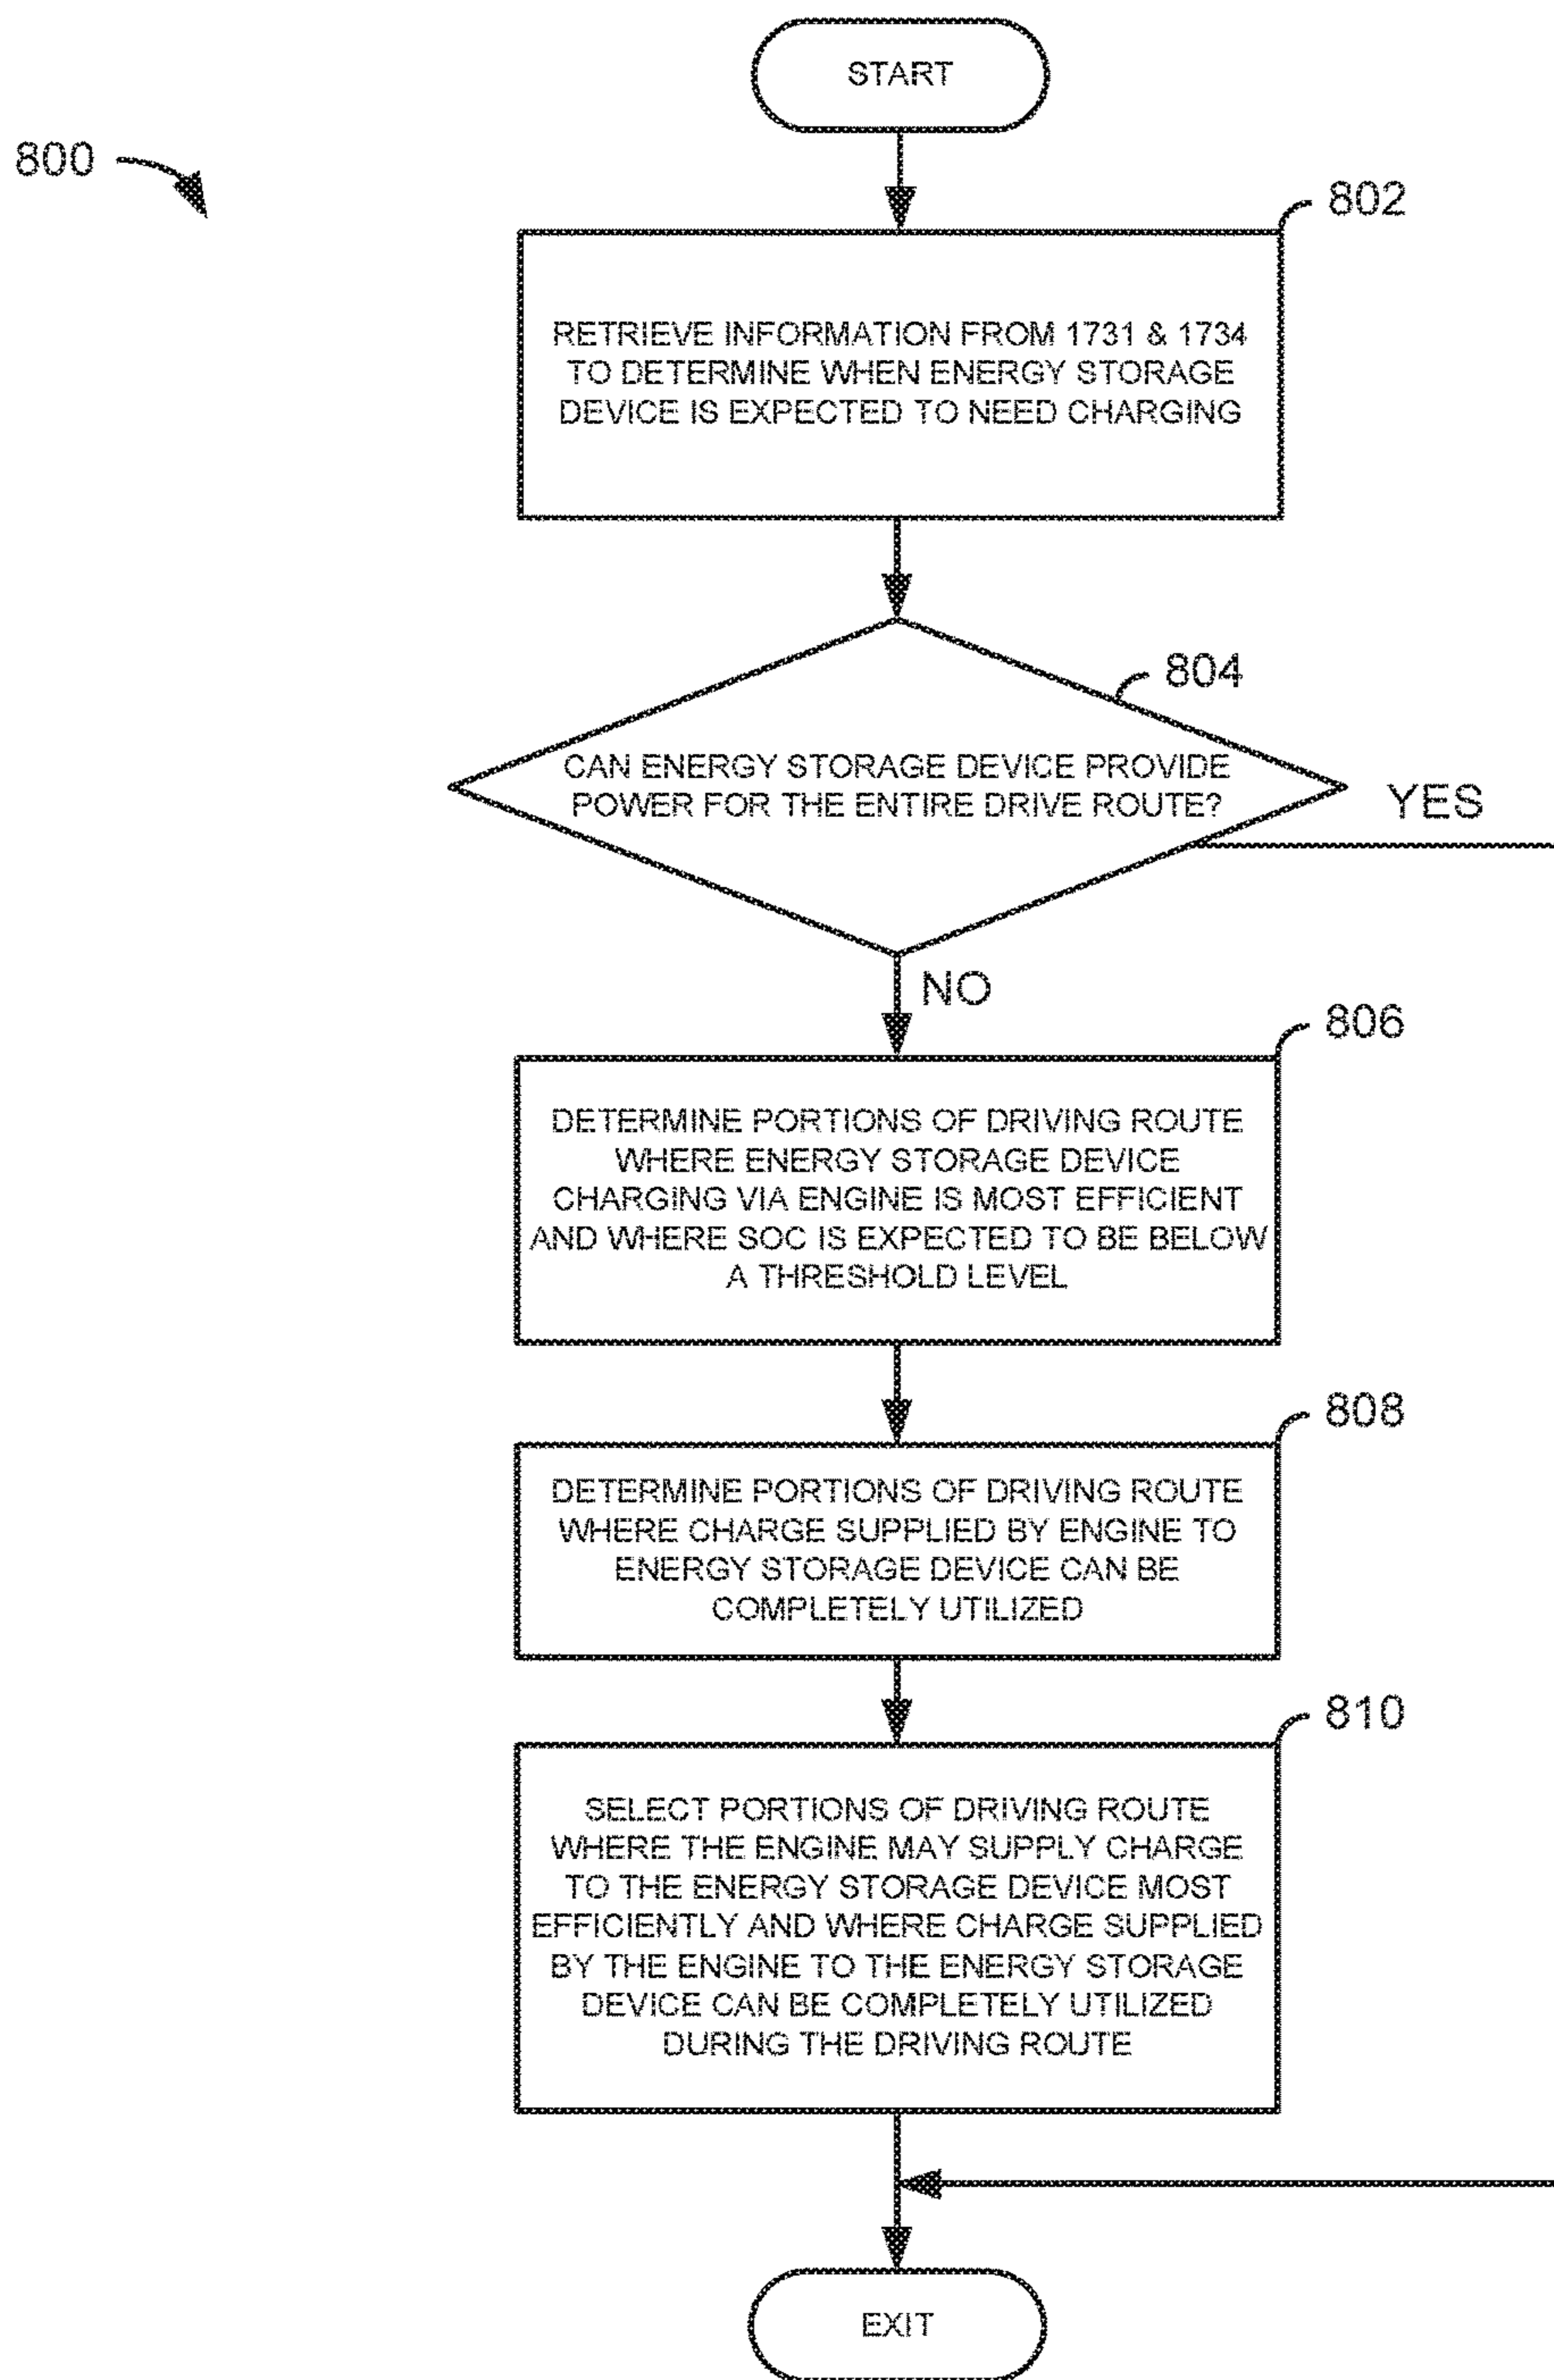 START
800
802
RETRIEVE INFORMATION FROM 1731 & 1734
TO DETERMINE WHEN ENERGY STORAGE
DEVICE IS EXPECTED TO NEED CHARGING
804
CAN ENERGY STORAGE DEVICE PROVIDE
POWER FOR THE ENTIRE DRIVE ROUTE?
YES
NO
806
DETERMINE PORTIONS OF DRIVING ROUTE
WHERE ENERGY STORAGE DEVICE
CHARGING VIA ENGINE IS MOST EFFICIENT
AND WHERE SOC IS EXPECTED TO BE BELOW
A THRESHOLD LEVEL
808
DETERMINE PORTIONS OF DRIVING ROUTE
WHERE CHARGE SUPPLIED BY ENGINE TO
ENERGY STORAGE DEVICE CAN BE
COMPLETELY UTILIZED
810
SELECT PORTIONS OF DRIVING ROUTE
WHERE THE ENGINE MAY SUPPLY CHARGE
TO THE ENERGY STORAGE DEVICE MOST
EFFICIENTLY AND WHERE CHARGE SUPPLIED
BY THE ENGINE TO THE ENERGY STORAGE
DEVICE CAN BE COMPLETELY UTILIZED
DURING THE DRIVING ROUTE
EXIT